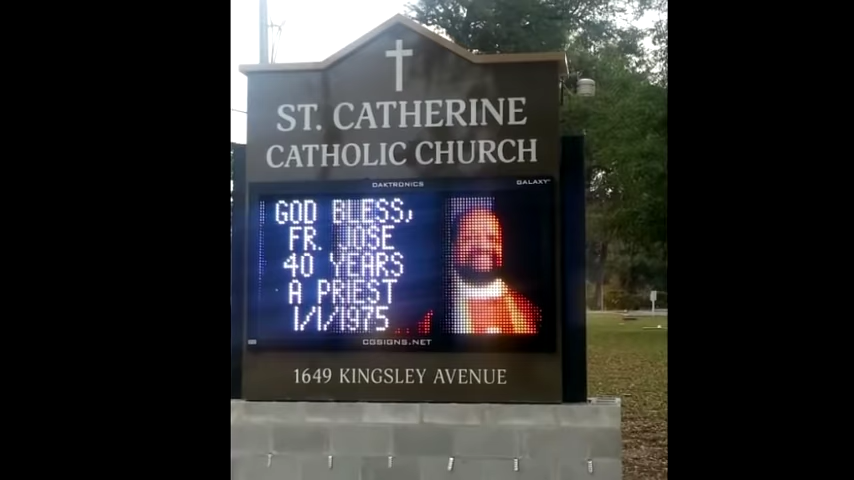 ST. CATHERINE
CATHOLIC CHURCH
DAKTRONICS GALAXY
GOD BLESS,
FR. JOSE
40 YEARS
A PRIEST
1/1/1975
CGSIGNS.NET
1649 KINGSLEY AVENUE